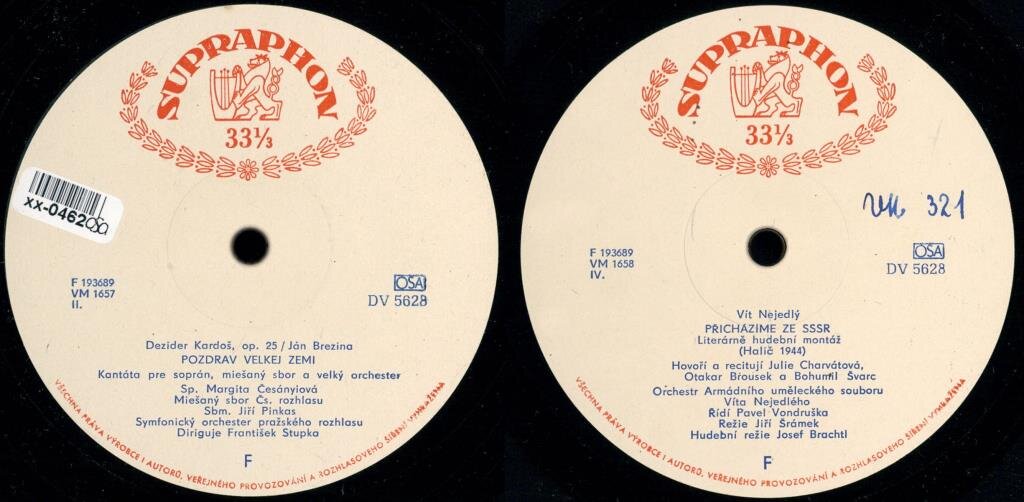 SUPRAPHON
33⅓
xx-0462
OSA
F 193689
VM 1657
II.
OSA
DV 5628
Dezider Kardoš, op. 25 / Ján Brezina
POZDRAV VELKEJ ZEMI
Kantáta pre soprán, miešaný sbor a velký orchester
Sp. Margita Česányiová
Miešaný sbor Čs. rozhlasu
Sbm. Jiří Pinkas
Symfonický orchester pražského rozhlasu
Diriguje František Stupka
F
VŠECHNA PRÁVA VÝROBCE I AUTORŮ, VEŘEJNÉHO PROVOZOVÁNÍ A ROZHLASOVÉHO ŠÍŘENÍ VYHRAŽENA
SUPRAPHON
33⅓
321
F 193689
VM 1658
IV.
OSA
DV 5628
Vít Nejedlý
PŘICHÁZÍME ZE SSSR
Literárně hudební montáž
(Halič 1944)
Hovoří a recitují Julie Charvátová,
Otakar Břousek a Bohumil Švarc
Orchestr Armádního uměleckého souboru
Víta Nejedlého
Řídí Pavel Vondruška
Režie Jiří Šrámek
Hudební režie Josef Brachtl
F
VŠECHNA PRÁVA VÝROBCE I AUTORŮ, VEŘEJNÉHO PROVOZOVÁNÍ A ROZHLASOVÉHO ŠÍŘENÍ VYHRAŽENA